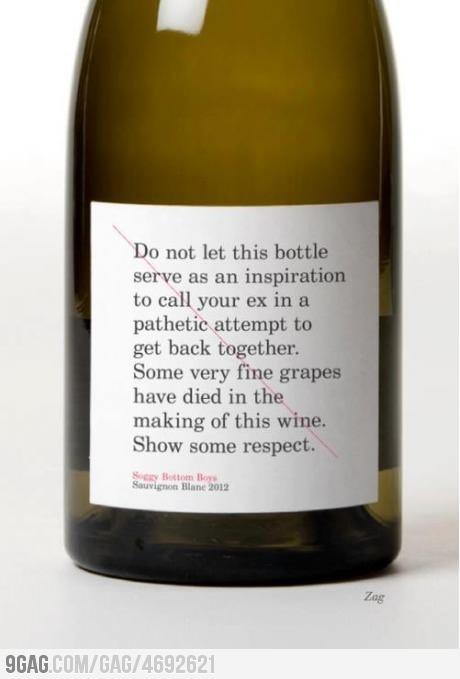 Do not let this bottle
serve as an inspiration
to call your ex in a
pathetic attempt to
get back together.
Some very fine grapes
have died in the
making of this wine.
Show some respect.
Soggy Bottom Boys
Sauvignon Blanc 2012
Zag
9GAG.COM/GAG/4692621